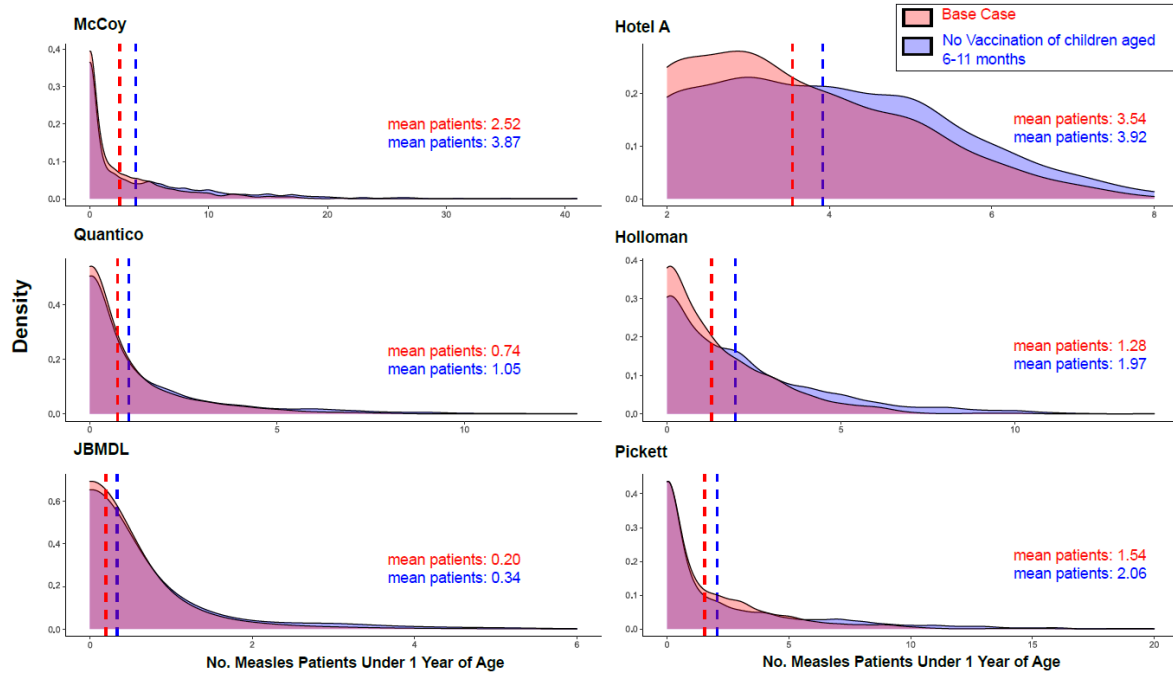 McCoy
0,4
0,3
0,2
0,1
0,0
0
10
20
30
40
mean patients: 2.52
mean patients: 3.87
Hotel A
Base Case
No Vaccination of children aged
6-11 months
0,2
0,1
0,0
2
4
6
8
mean patients: 3.54
mean patients: 3.92
Quantico
0,4
0,2
0,0
0
5
10
mean patients: 0.74
mean patients: 1.05
Holloman
0,4
0,3
0,2
0,1
0,0
0
5
10
mean patients: 1.28
mean patients: 1.97
Density
JBMDL
0,6
0,4
0,2
0,0
0
2
4
6
mean patients: 0.20
mean patients: 0.34
No. Measles Patients Under 1 Year of Age
Pickett
0,4
0,3
0,2
0,1
0,0
0
5
10
15
20
mean patients: 1.54
mean patients: 2.06
No. Measles Patients Under 1 Year of Age